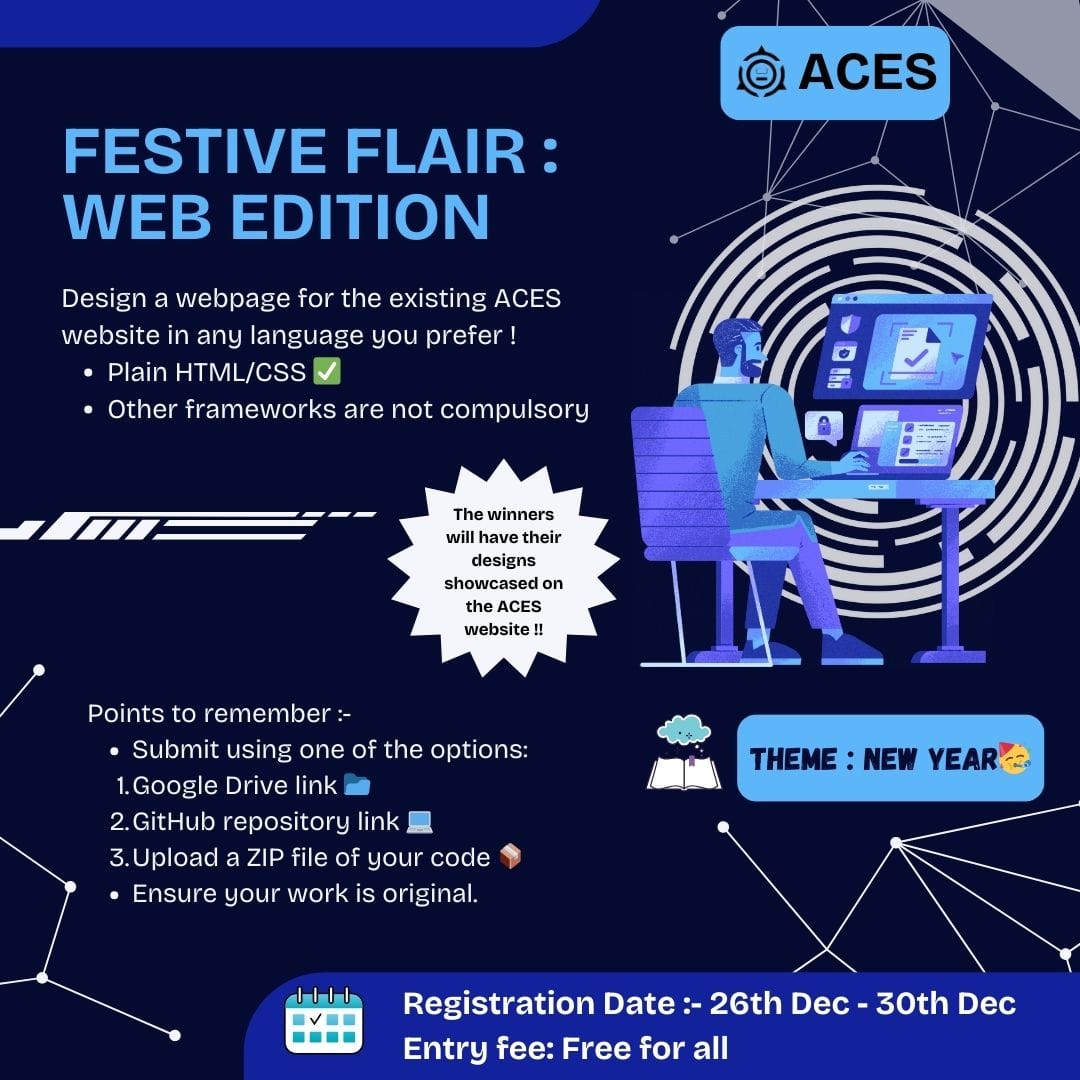 ACES
FESTIVE FLAIR :
WEB EDITION
Design a webpage for the existing ACES
website in any language you prefer !
• Plain HTML/CSS ✅
• Other frameworks are not compulsory
The winners
will have their
designs
showcased on
the ACES
website !!
Points to remember :-
• Submit using one of the options:
1. Google Drive link 📂
2. GitHub repository link 💻
3. Upload a ZIP file of your code 📦
• Ensure your work is original.
THEME : NEW YEAR🥳
Registration Date :- 26th Dec - 30th Dec
Entry fee: Free for all